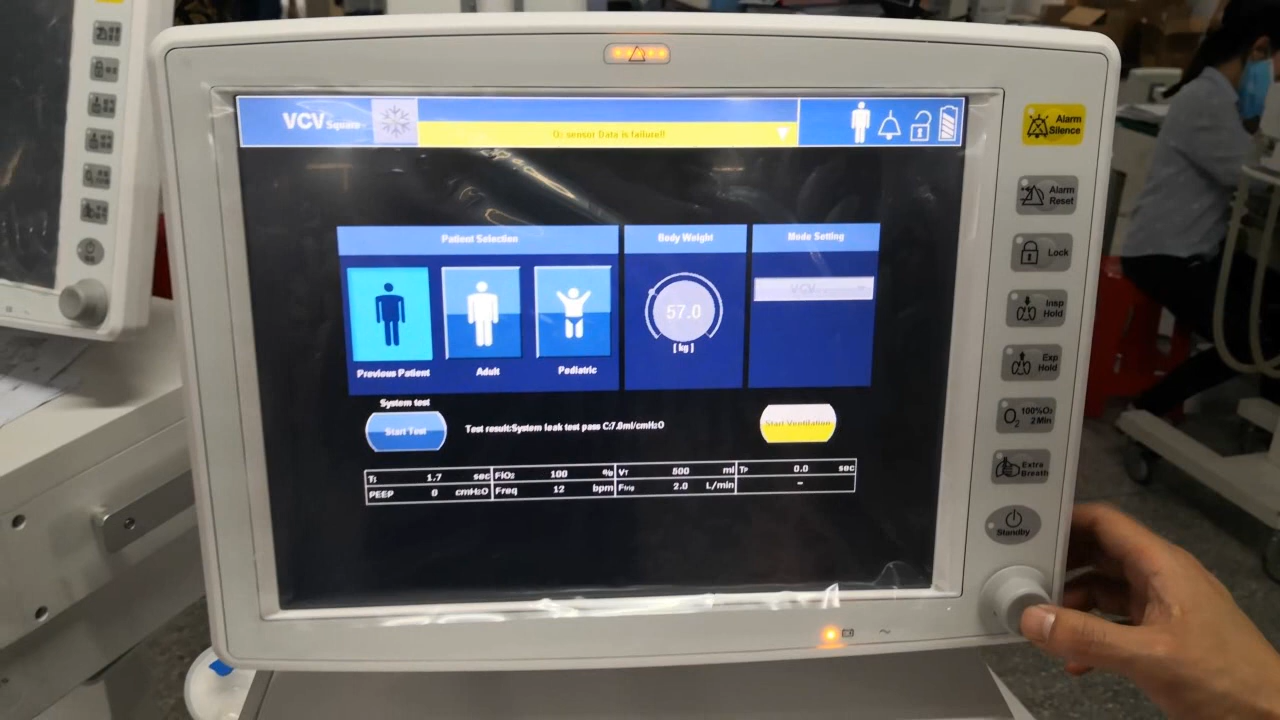 VCV Square
O₂ sensor Data is failure!!
Alarm Silence
Alarm Reset
Lock
Insp Hold
Exp Hold
O₂ 100%O₂ 2Min
Extra Breath
Standby
Patient Selection
Body Weight
Mode Setting
VCV
57.0
[ kg ]
Previous Patient
Adult
Pediatric
System test
Start Test
Test result:System leak test pass C:7.0ml/cmH₂O
Start Ventilation
Tı 1.7 sec FiO₂ 100 % VT 500 ml TP 0.0 sec
PEEP 0 cmH₂O Freq 12 bpm Ftrig 2.0 L/min -